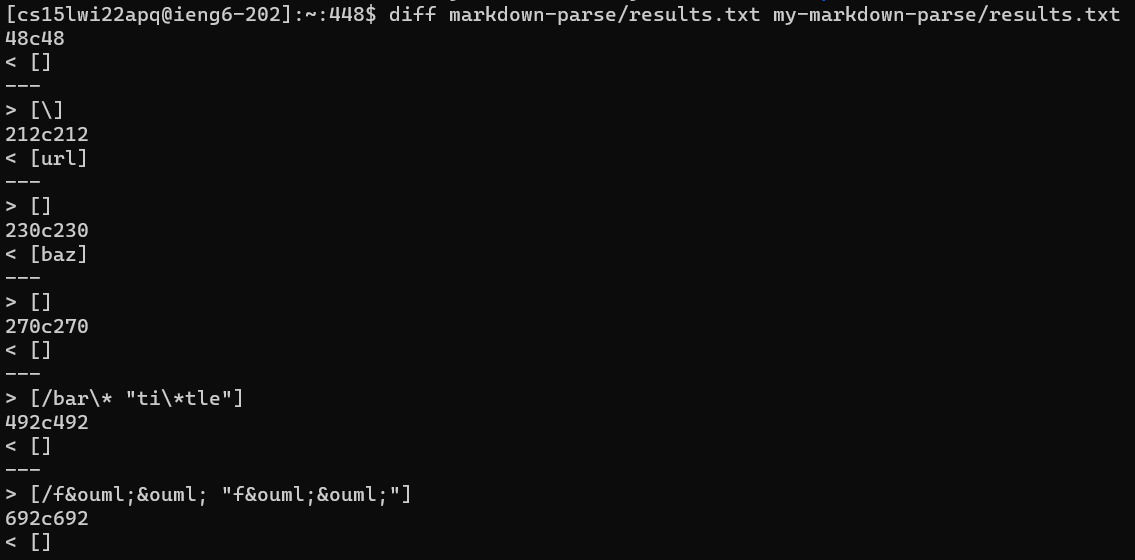 [cs15lwi22apq@ieng6-202]:~:448$ diff markdown-parse/results.txt my-markdown-parse/results.txt
48c48
< []
---
> [\]
212c212
< [url]
---
> []
230c230
< [baz]
---
> []
270c270
< []
---
> [/bar\* "ti\*tle"]
492c492
< []
---
> [/f&ouml;&ouml; "f&ouml;&ouml;"]
692c692
< []